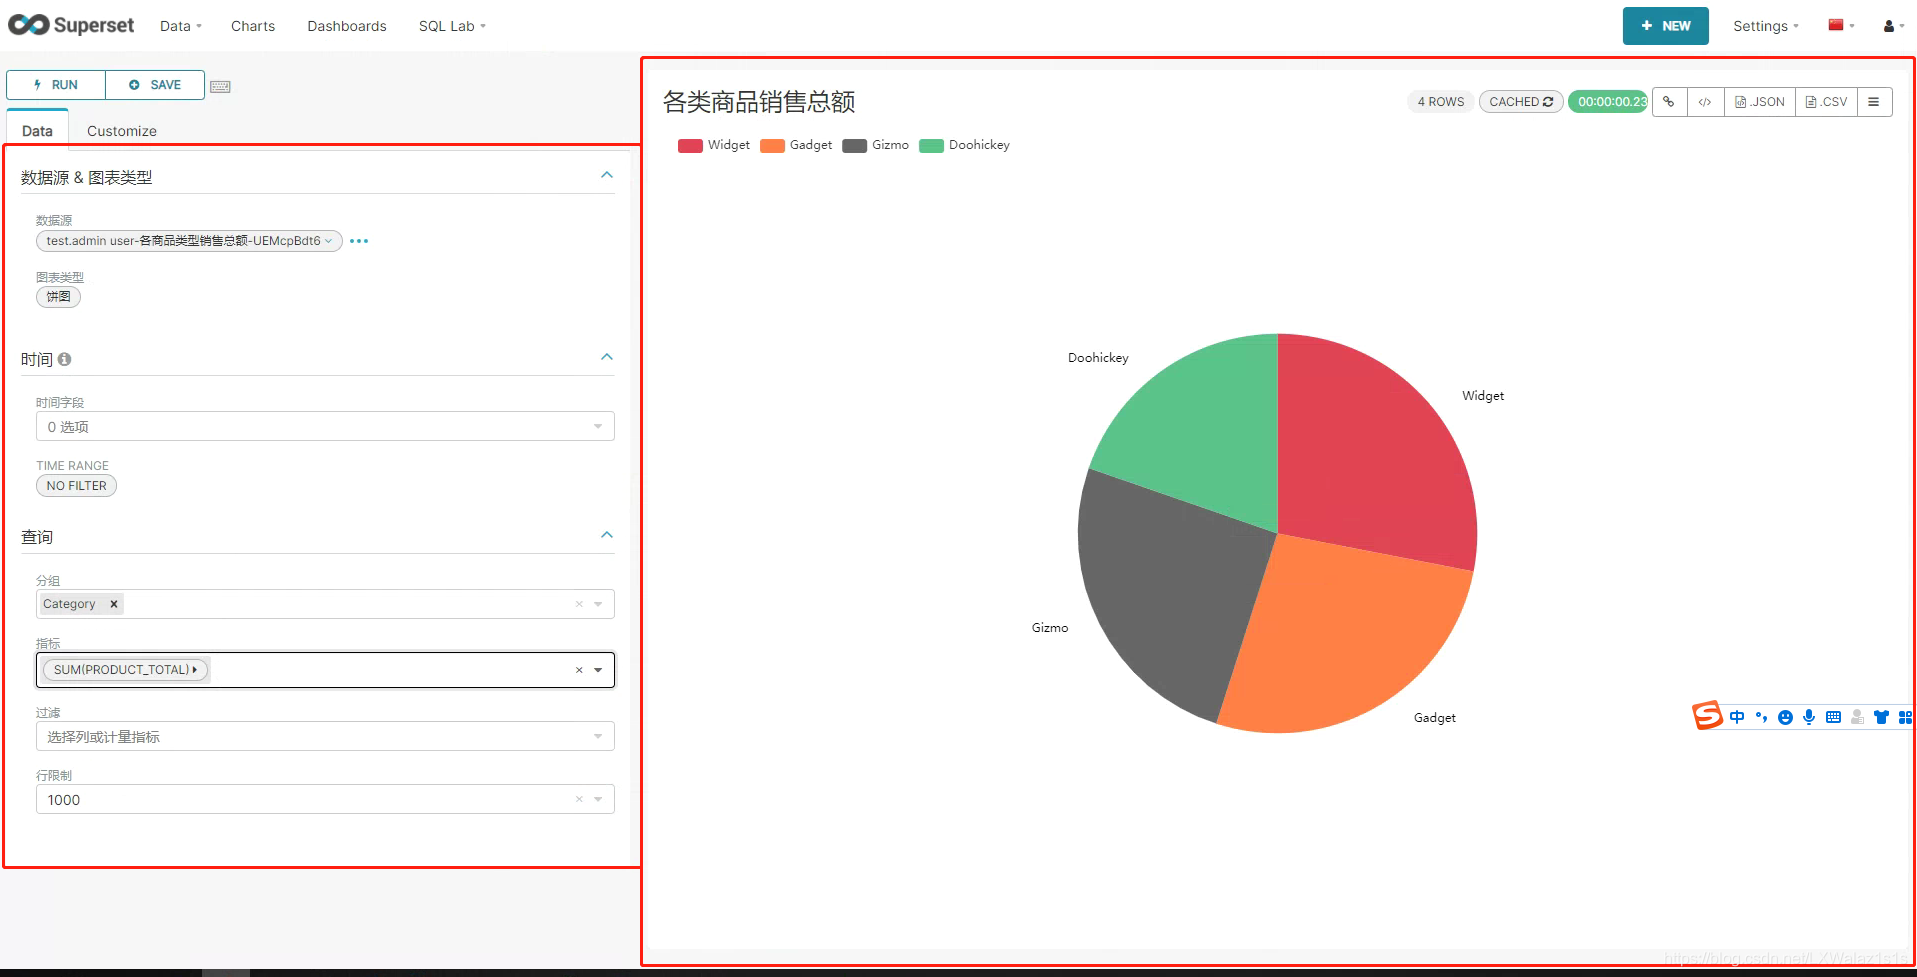 Superset Data Charts Dashboards SQL Lab + NEW Settings
RUN SAVE
Data Customize
数据源 & 图表类型
数据源
test.admin user-各商品类型销售总额-UEMcpBdt6
图表类型
饼图
时间
时间字段
0 选项
TIME RANGE
NO FILTER
查询
分组
Category ×
指标
SUM(PRODUCT_TOTAL)
过滤
选择列或计量指标
行限制
1000
各类商品销售总额
4 ROWS CACHED 00:00:00.23 </> .JSON .CSV
Widget Gadget Gizmo Doohickey
Doohickey
Widget
Gizmo
Gadget
S 中